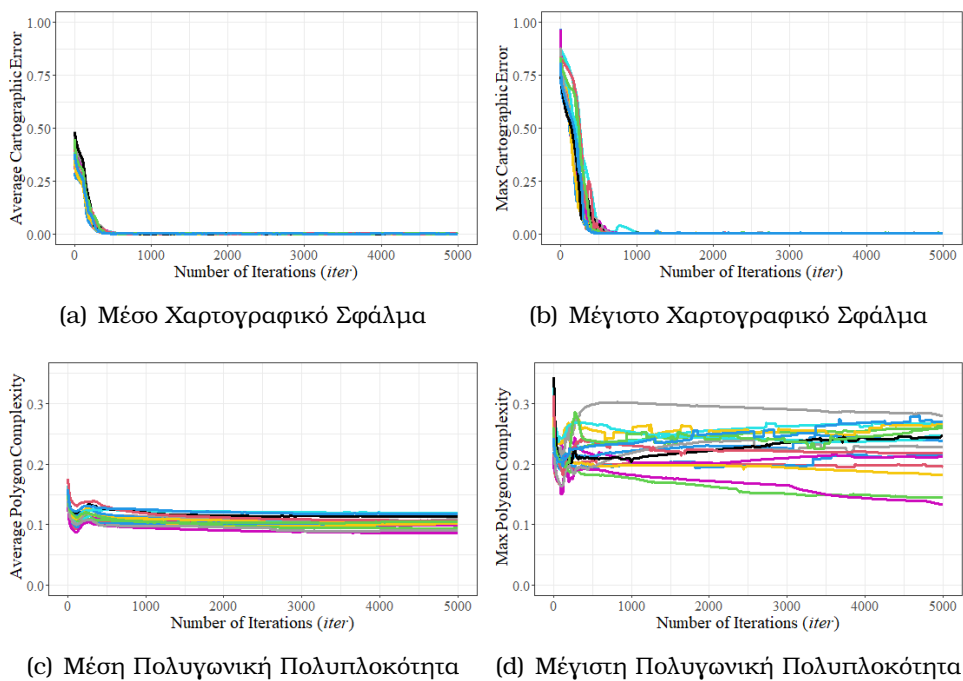 1.00
0.75
0.50
0.25
0.00
Average Cartographic Error
0 1000 2000 3000 4000 5000
Number of Iterations (iter)
(a) Μέσο Χαρτογραφικό Σφάλμα
1.00
0.75
0.50
0.25
0.00
Max Cartographic Error
0 1000 2000 3000 4000 5000
Number of Iterations (iter)
(b) Μέγιστο Χαρτογραφικό Σφάλμα
0.3
0.2
0.1
0.0
Average Polygon Complexity
0 1000 2000 3000 4000 5000
Number of Iterations (iter)
(c) Μέση Πολυγωνική Πολυπλοκότητα
0.3
0.2
0.1
0.0
Max Polygon Complexity
0 1000 2000 3000 4000 5000
Number of Iterations (iter)
(d) Μέγιστη Πολυγωνική Πολυπλοκότητα